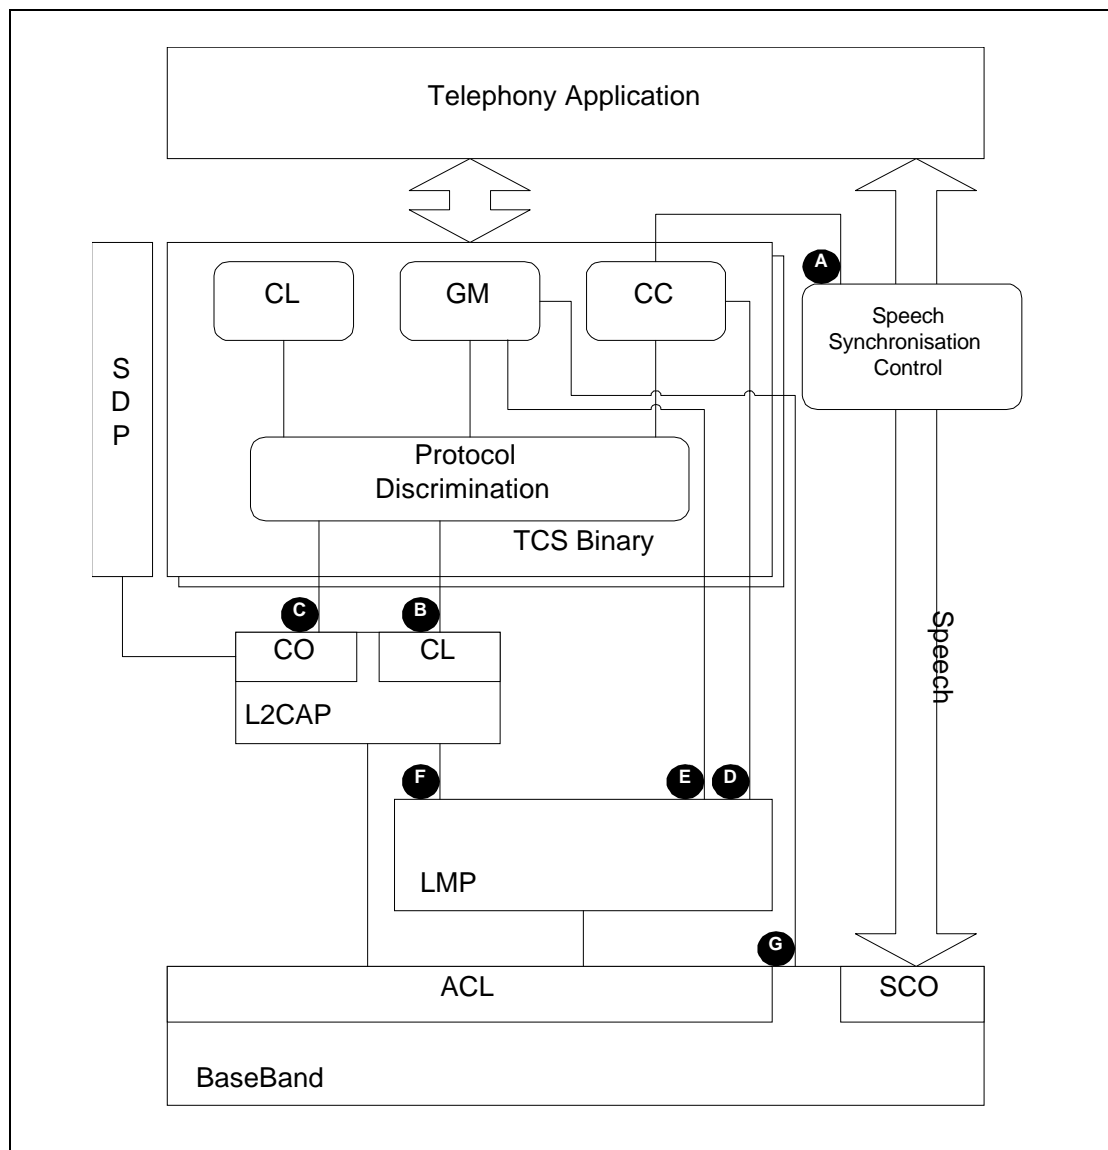 Telephony Application
A
CL
GM
CC
Speech
Synchronisation
Control
S
D
P
Protocol
Discrimination
TCS Binary
C
B
CO
CL
L2CAP
Speech
F
E
D
LMP
G
ACL
SCO
BaseBand